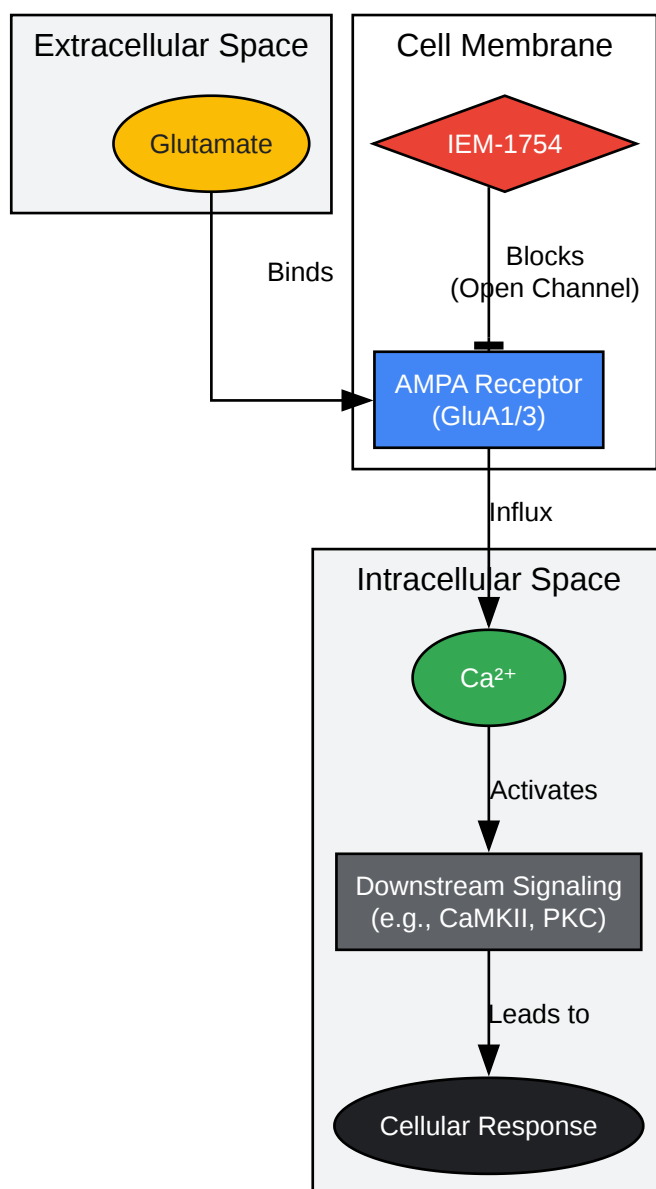 Extracellular Space
Cell Membrane
Glutamate
IEM-1754
Binds
Blocks
(Open Channel)
AMPA Receptor
(GluA1/3)
Influx
Intracellular Space
Ca²⁺
Activates
Downstream Signaling
(e.g., CaMKII, PKC)
Leads to
Cellular Response